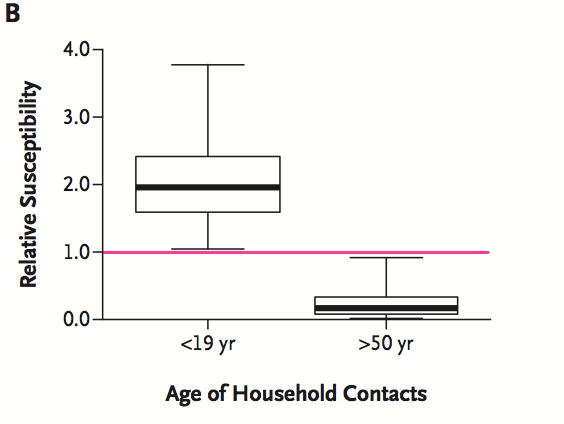 B
Relative Susceptibility
4.0
3.0
2.0
1.0
0.0
<19 yr
>50 yr
Age of Household Contacts